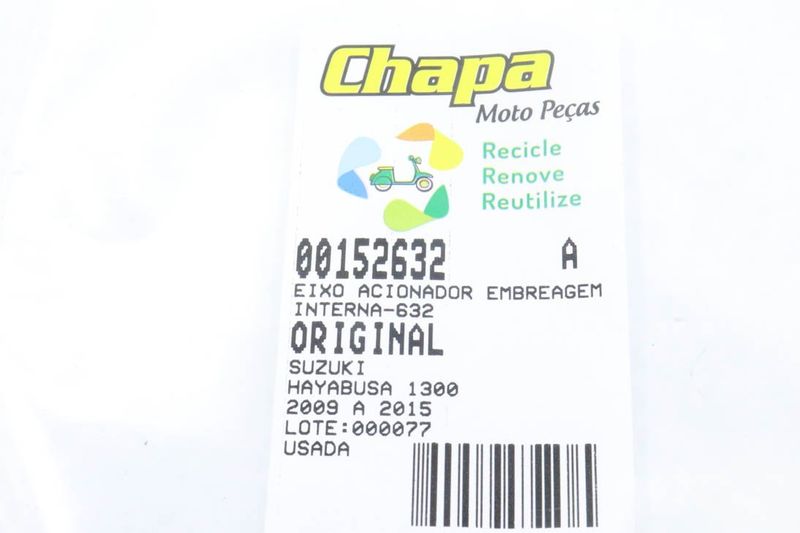 Chapa
Moto Peças
Recicle
Renove
Reutilize
00152632 A
EIXO ACIONADOR EMBREAGEM
INTERNA-632
ORIGINAL
SUZUKI
HAYABUSA 1300
2009 A 2015
LOTE:000077
USADA